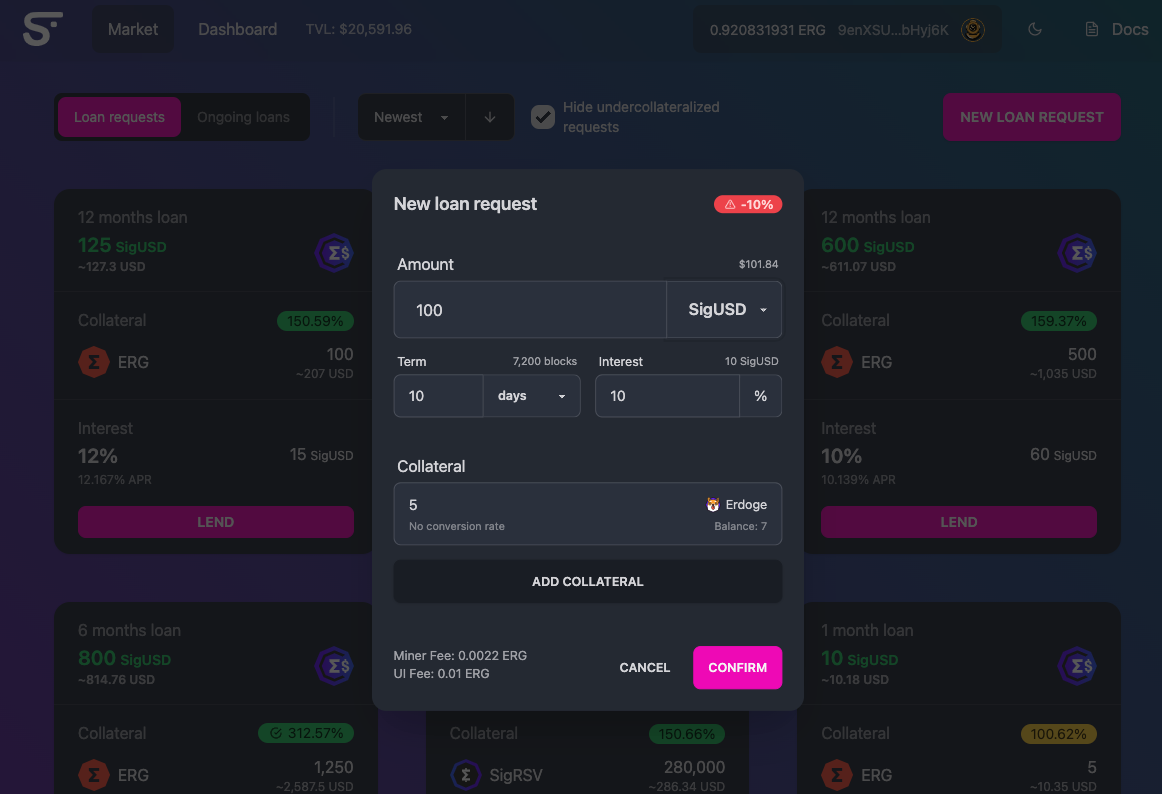 Market
Dashboard
TVL: $20,591.96
0.920831931 ERG 9enXSU...bHyj6K
Docs
Loan requests
Ongoing loans
Newest
Hide undercollateralized
requests
NEW LOAN REQUEST
12 months loan
125 SigUSD
~127.3 USD
Collateral
150.59%
ERG
100
~207 USD
Interest
12%
15 SigUSD
12.167% APR
LEND
New loan request
-10%
Amount
$101.84
100
SigUSD
Term
7,200 blocks
Interest
10 SigUSD
10
days
10
%
Collateral
5
Erdoge
No conversion rate
Balance: 7
ADD COLLATERAL
Miner Fee: 0.0022 ERG
UI Fee: 0.01 ERG
CANCEL
CONFIRM
12 months loan
600 SigUSD
~611.07 USD
Collateral
159.37%
ERG
500
~1,035 USD
Interest
10%
60 SigUSD
10.139% APR
LEND
6 months loan
800 SigUSD
~814.76 USD
Collateral
312.57%
ERG
1,250
~2,587.5 USD
Collateral
150.66%
SigRSV
280,000
~286.34 USD
1 month loan
10 SigUSD
~10.18 USD
Collateral
100.62%
ERG
5
~10.35 USD